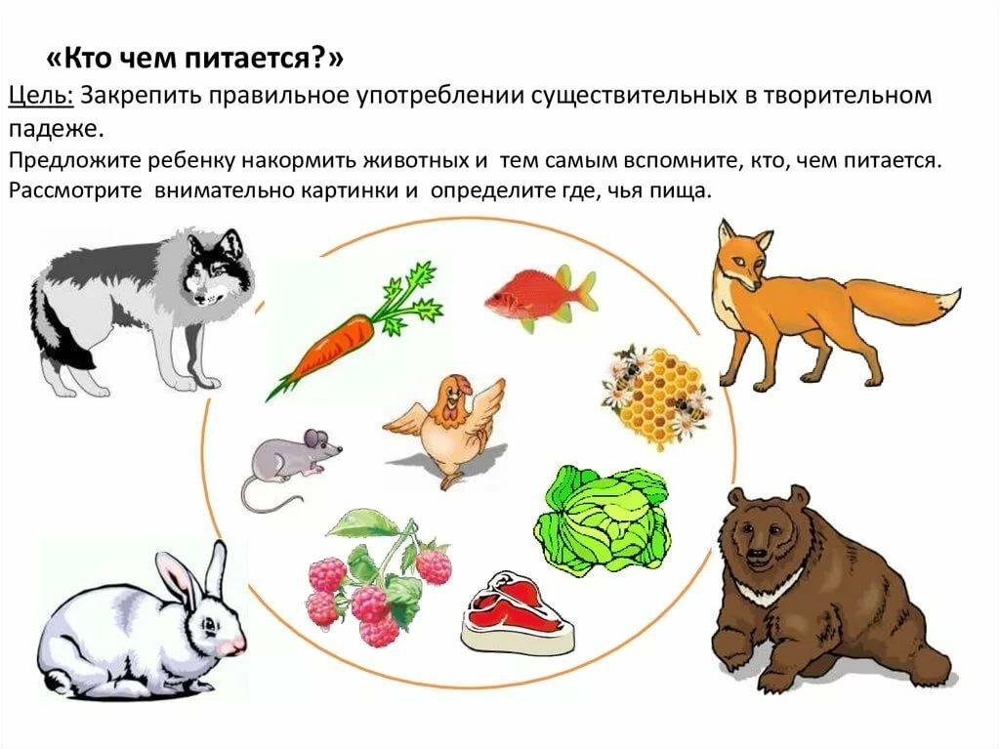 «Кто чем питается?»
Цель: Закрепить правильное употреблении существительных в творительном
падеже.
Предложите ребенку накормить животных и тем самым вспомните, кто, чем питается.
Рассмотрите внимательно картинки и определите где, чья пища.